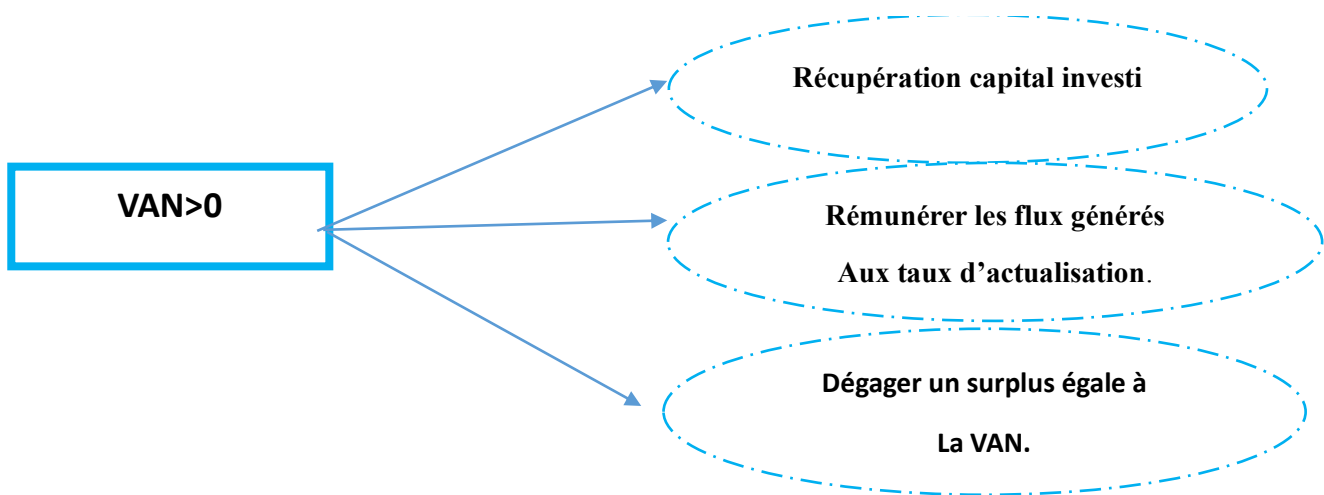 VAN>0
Récupération capital investi
Rémunérer les flux générés
Aux taux d’actualisation.
Dégager un surplus égale à
La VAN.